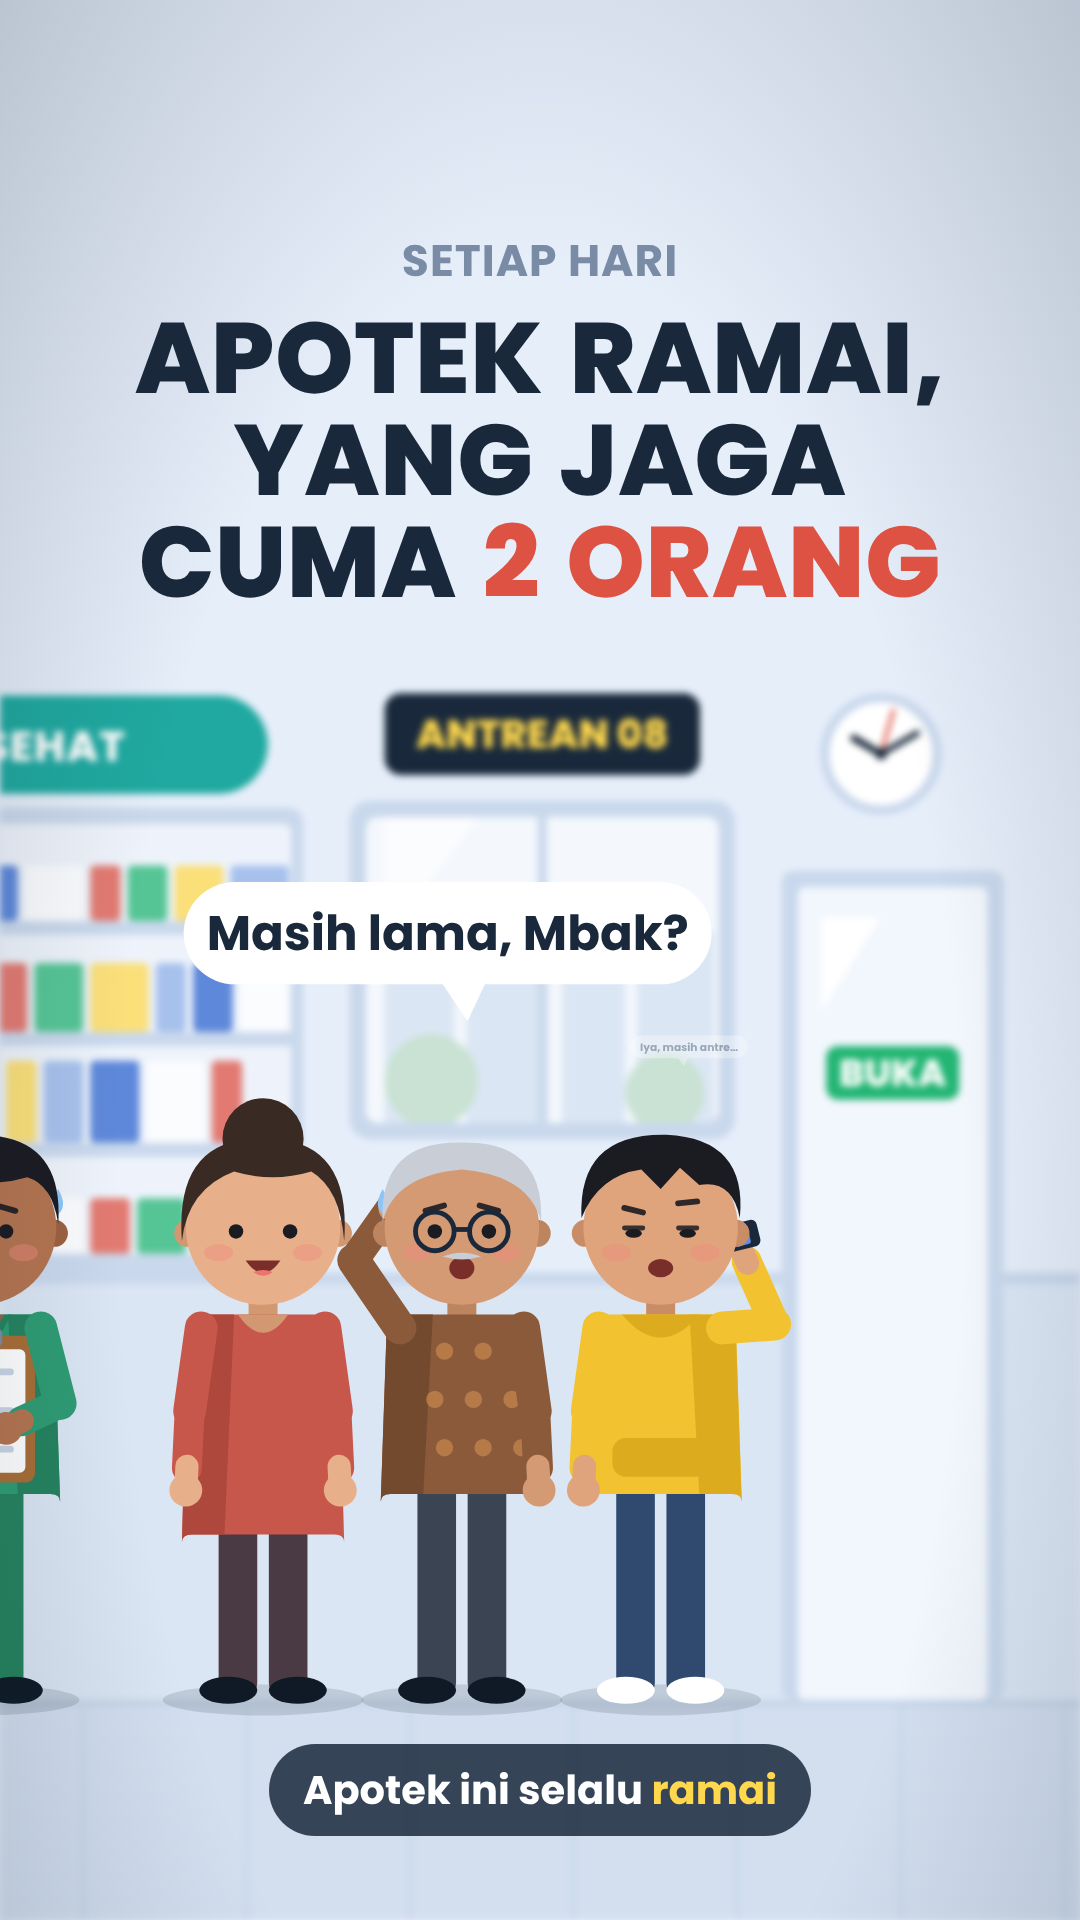 SETIAP HARI
APOTEK RAMAI,
YANG JAGA
CUMA 2 ORANG
SEHAT
ANTREAN 08
Masih lama, Mbak?
Iya, masih antre...
BUKA
Apotek ini selalu ramai